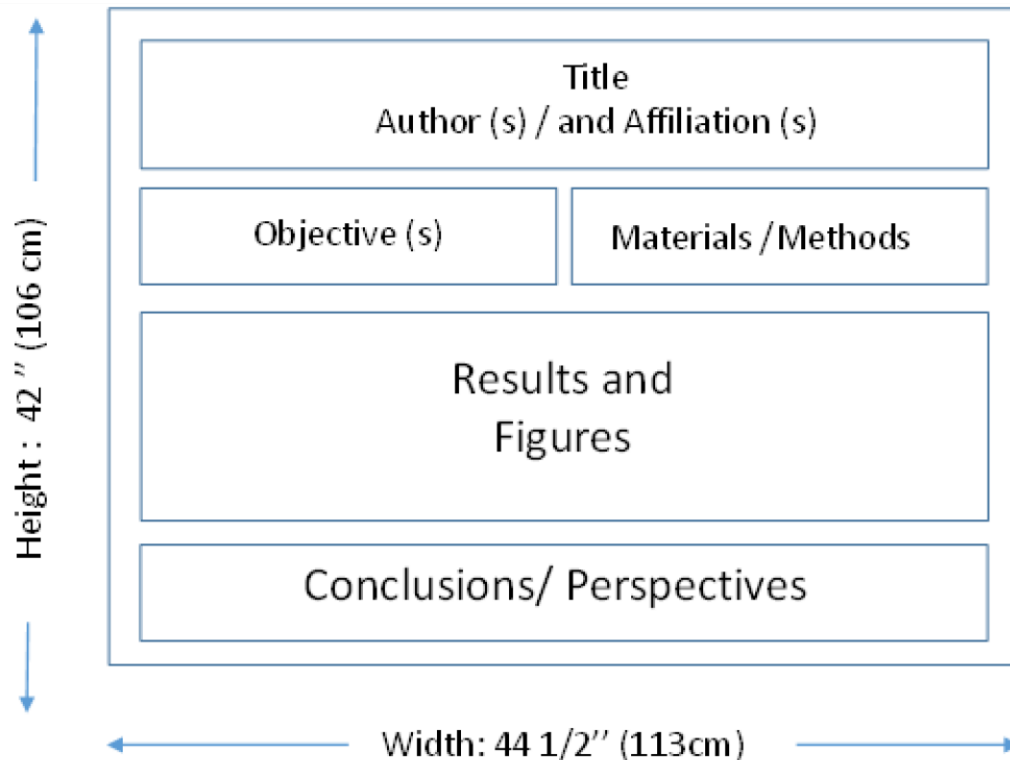 Title
Author (s) / and Affiliation (s)
Objective (s)
Materials /Methods
Results and
Figures
Conclusions/ Perspectives
Height : 42 ’’ (106 cm)
Width: 44 1/2’’ (113cm)